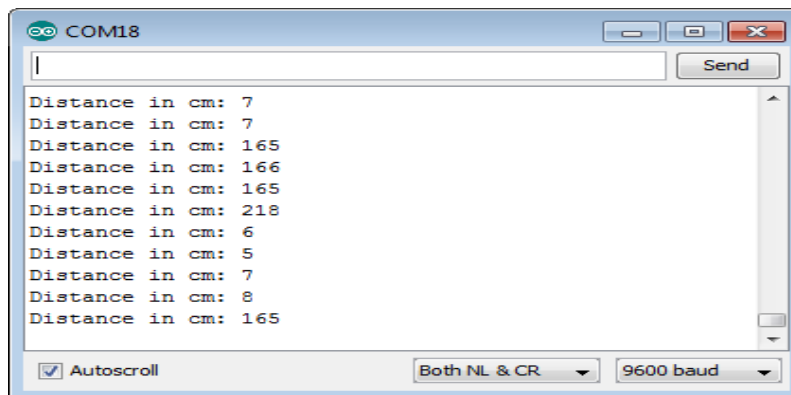 COM18
Send
Distance in cm: 7
Distance in cm: 7
Distance in cm: 165
Distance in cm: 166
Distance in cm: 165
Distance in cm: 218
Distance in cm: 6
Distance in cm: 5
Distance in cm: 7
Distance in cm: 8
Distance in cm: 165
Autoscroll Both NL & CR 9600 baud